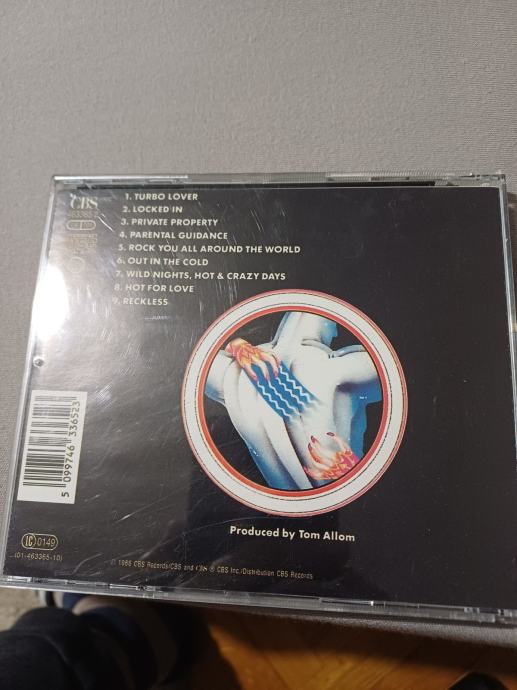 CBS
463365 2
1. TURBO LOVER
2. LOCKED IN
3. PRIVATE PROPERTY
4. PARENTAL GUIDANCE
5. ROCK YOU ALL AROUND THE WORLD
6. OUT IN THE COLD
7. WILD NIGHTS, HOT & CRAZY DAYS
8. HOT FOR LOVE
9. RECKLESS
5 099746 336523
Produced by Tom Allom
LC 0149
(01-463365-10)
℗ 1986 CBS Records/CBS and CBS ® CBS Inc./Distribution CBS Records